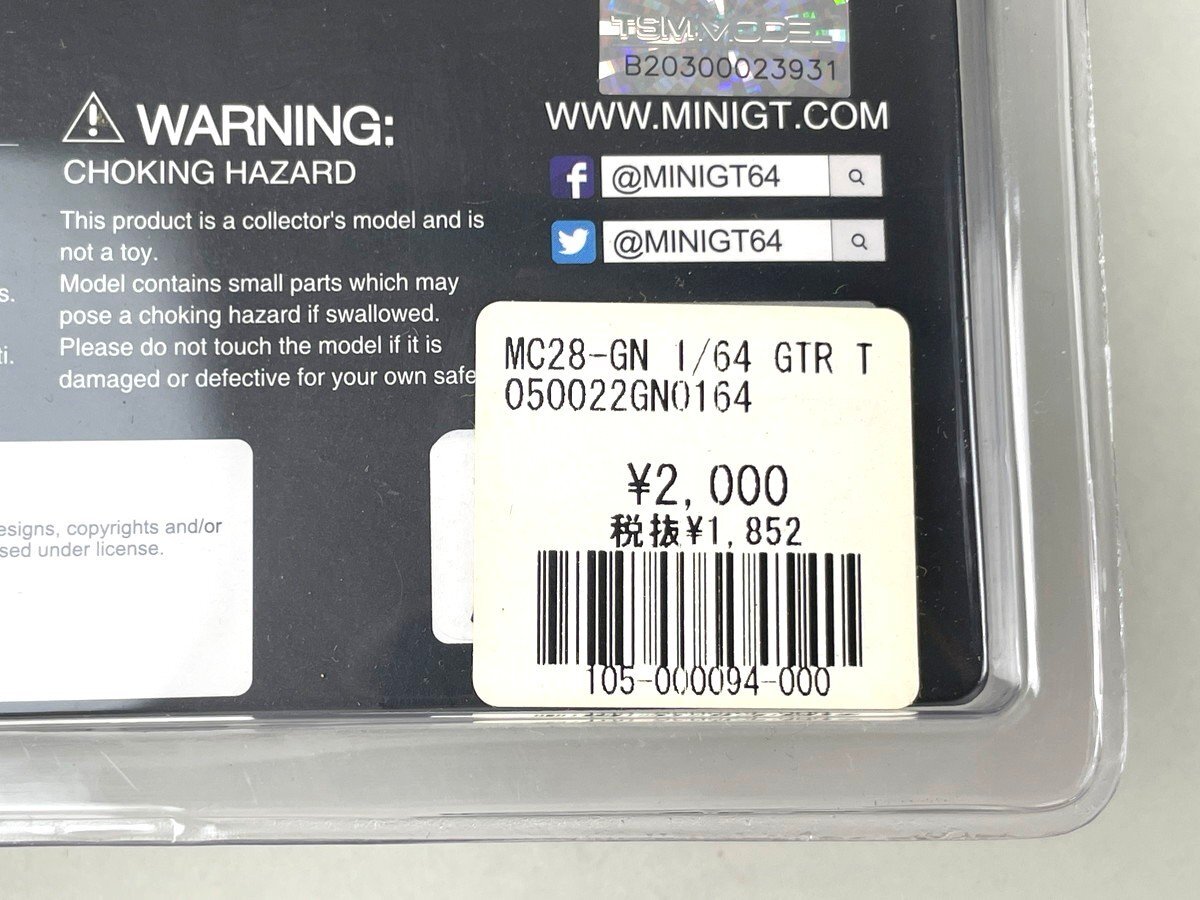 TSM MODEL
B20300023931
WWW.MINIGT.COM
@MINIGT64
@MINIGT64
WARNING:
CHOKING HAZARD
This product is a collector's model and is
not a toy.
Model contains small parts which may
pose a choking hazard if swallowed.
Please do not touch the model if it is
damaged or defective for your own safe
s.
ti.
esigns, copyrights and/or
sed under license.
MC28-GN 1/64 GTR T
050022GN0164
¥2,000
税抜¥1,852
105-000094-000